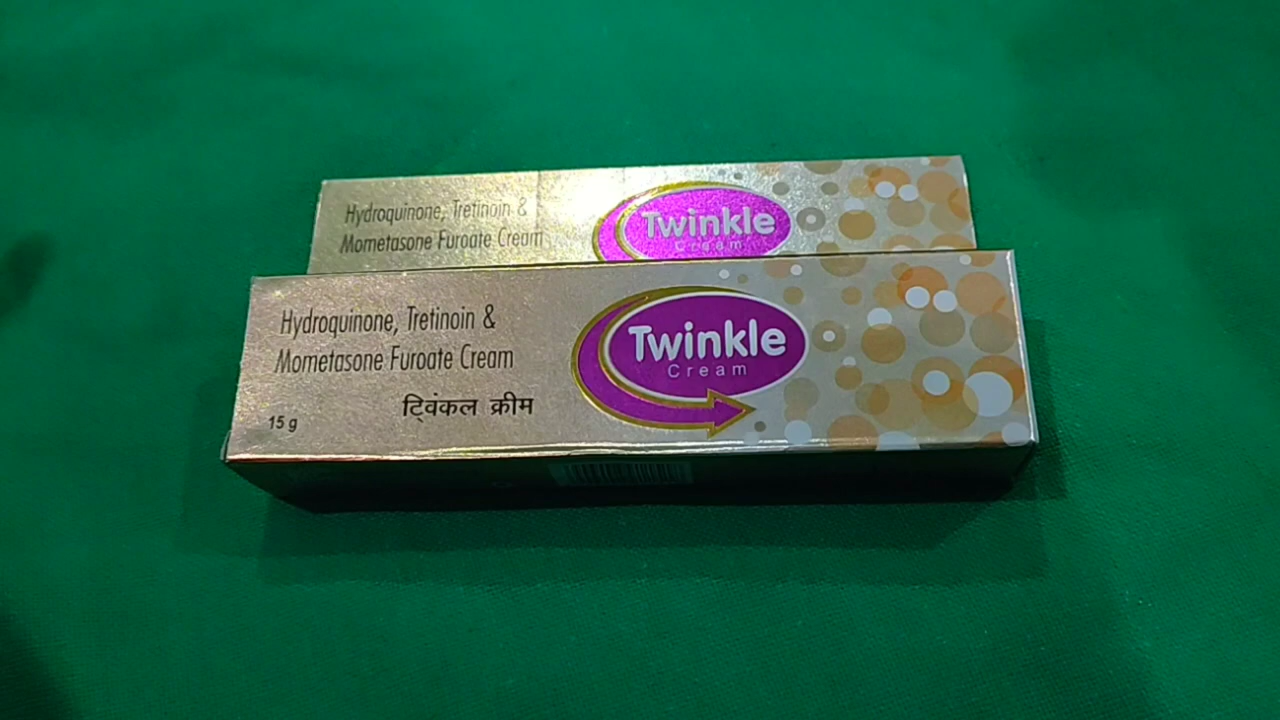 Hydroquinone, Tretinoin &
Mometasone Furoate Cream
Twinkle
Cream
Hydroquinone, Tretinoin &
Mometasone Furoate Cream
ट्विंकल क्रीम
15 g
Twinkle
Cream